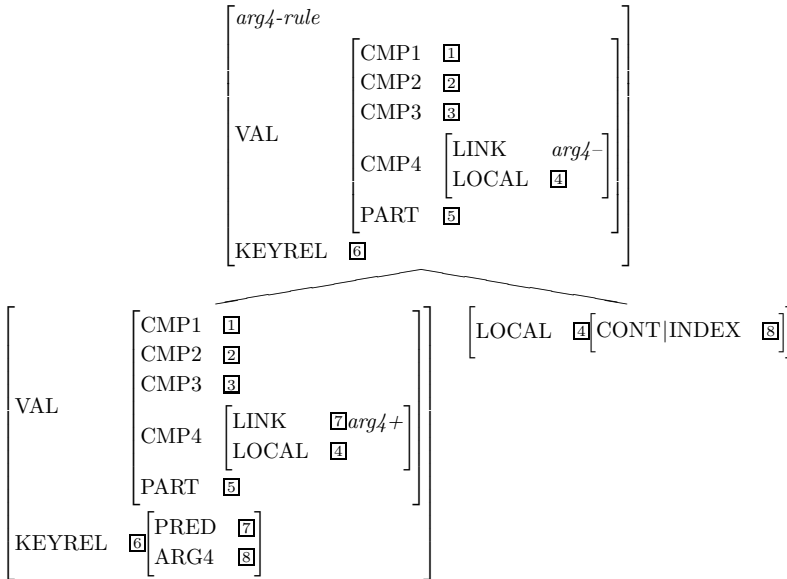 arg4-rule
VAL
CMP1 1
CMP2 2
CMP3 3
CMP4
LINK arg4–
LOCAL 4
PART 5
KEYREL 6
VAL
CMP1 1
CMP2 2
CMP3 3
CMP4
LINK 7 arg4+
LOCAL 4
PART 5
KEYREL 6
PRED 7
ARG4 8
LOCAL 4 CONT|INDEX 8